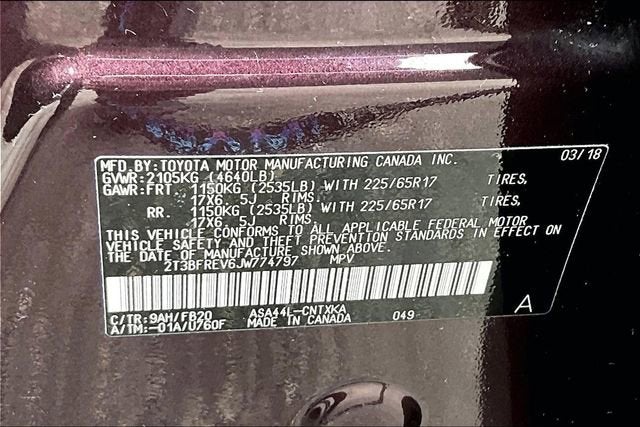 MFD.BY:TOYOTA MOTOR MANUFACTURING CANADA INC. 03/18
GVWR:2105KG (4640LB)
GAWR:FRT. 1150KG (2535LB) WITH 225/65R17 TIRES,
17X6 5J RIMS.
RR. 1150KG (2535LB) WITH 225/65R17 TIRES,
17X6 5J RIMS.
THIS VEHICLE CONFORMS TO ALL APPLICABLE FEDERAL MOTOR
VEHICLE SAFETY AND THEFT PREVENTION STANDARDS IN EFFECT ON
THE DATE OF MANUFACTURE SHOWN ABOVE.
2T3BFREV6JW774797 MPV
C/TR:9AH/FB20 ASA44L-CNTXKA A
A/TM:-01A/U760F MADE IN CANADA 049